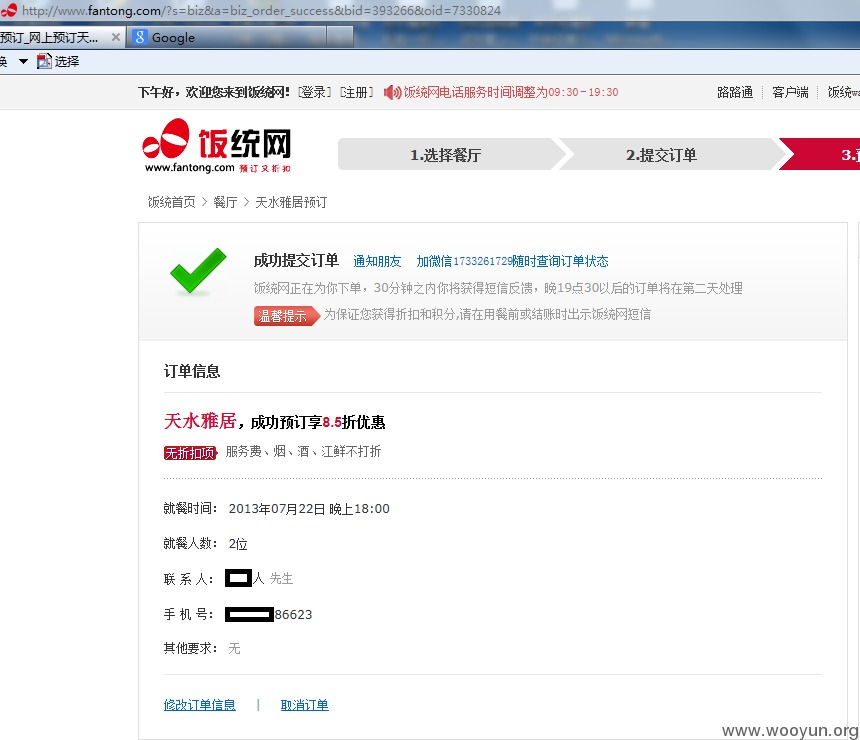 http://www.fantong.com/?s=biz&a=biz_order_success&bid=393266&oid=7330824
预订_网上预订天... Google
换 选择
下午好，欢迎您来到饭统网！ [登录] [注册] 饭统网电话服务时间调整为09:30-19:30 路路通 客户端 饭统wa
饭统网
www.fantong.com 预订又折扣
1.选择餐厅 2.提交订单 3.预
饭统首页 > 餐厅 > 天水雅居预订
成功提交订单 通知朋友 加微信1733261729随时查询订单状态
饭统网正在为你下单，30分钟之内你将获得短信反馈，晚19点30以后的订单将在第二天处理
温馨提示 为保证您获得折扣和积分,请在用餐前或结账时出示饭统网短信
订单信息
天水雅居，成功预订享8.5折优惠
无折扣项 服务费、烟、酒、江鲜不打折
就餐时间： 2013年07月22日 晚上18:00
就餐人数： 2位
联 系 人： 人 先生
手 机 号： 86623
其他要求： 无
修改订单信息 | 取消订单
www.wooyun.org